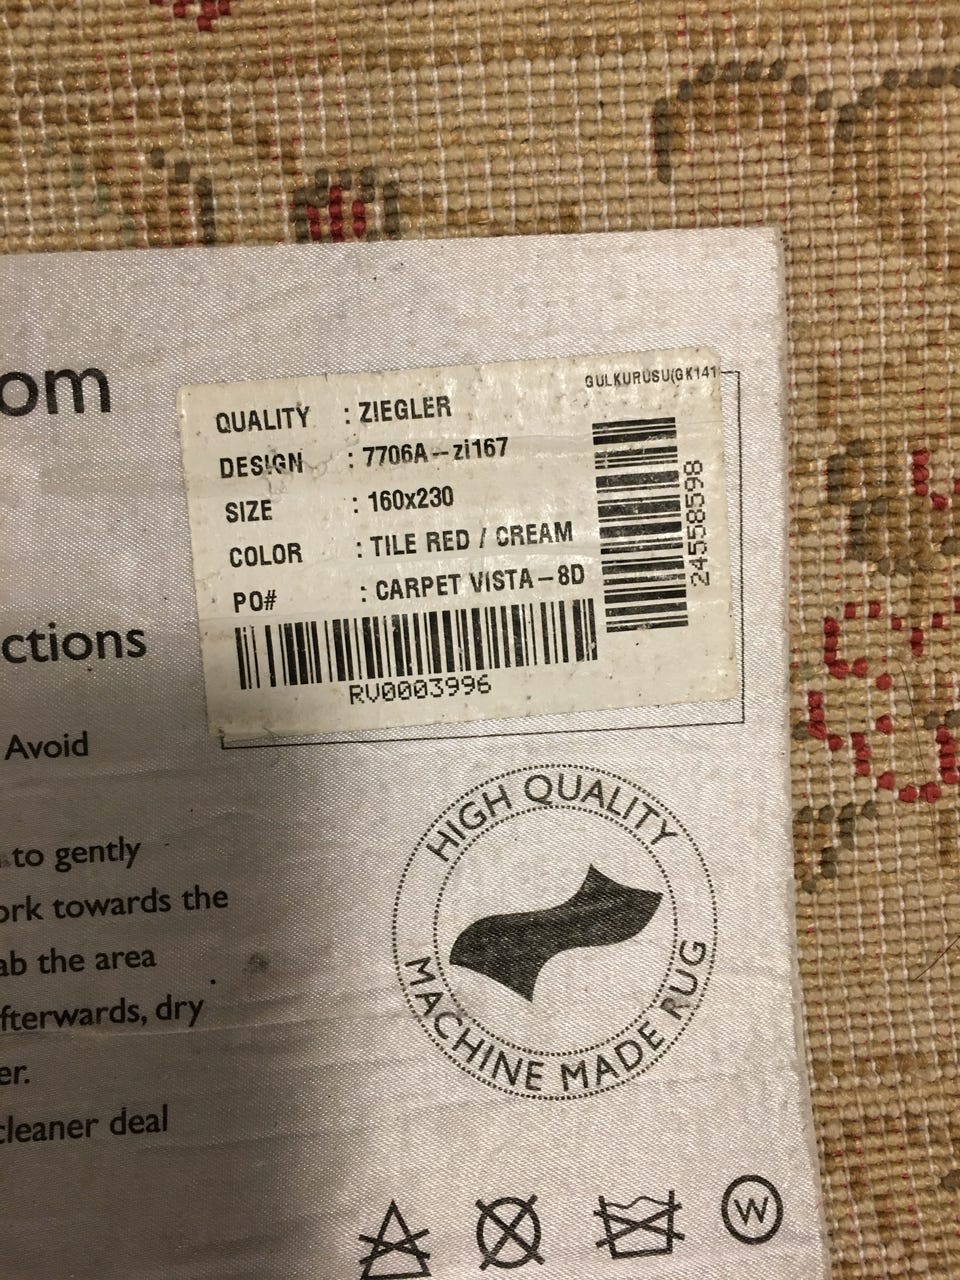 om
GULKURUSU(GK141
QUALITY : ZIEGLER
DESIGN : 7706A-zi167
SIZE : 160x230
COLOR : TILE RED / CREAM
PO# : CARPET VISTA-8D
24558598
RV0003996
ctions
Avoid
to gently
ork towards the
ab the area
fterwards, dry
er.
cleaner deal
HIGH QUALITY
MACHINE MADE RUG
W